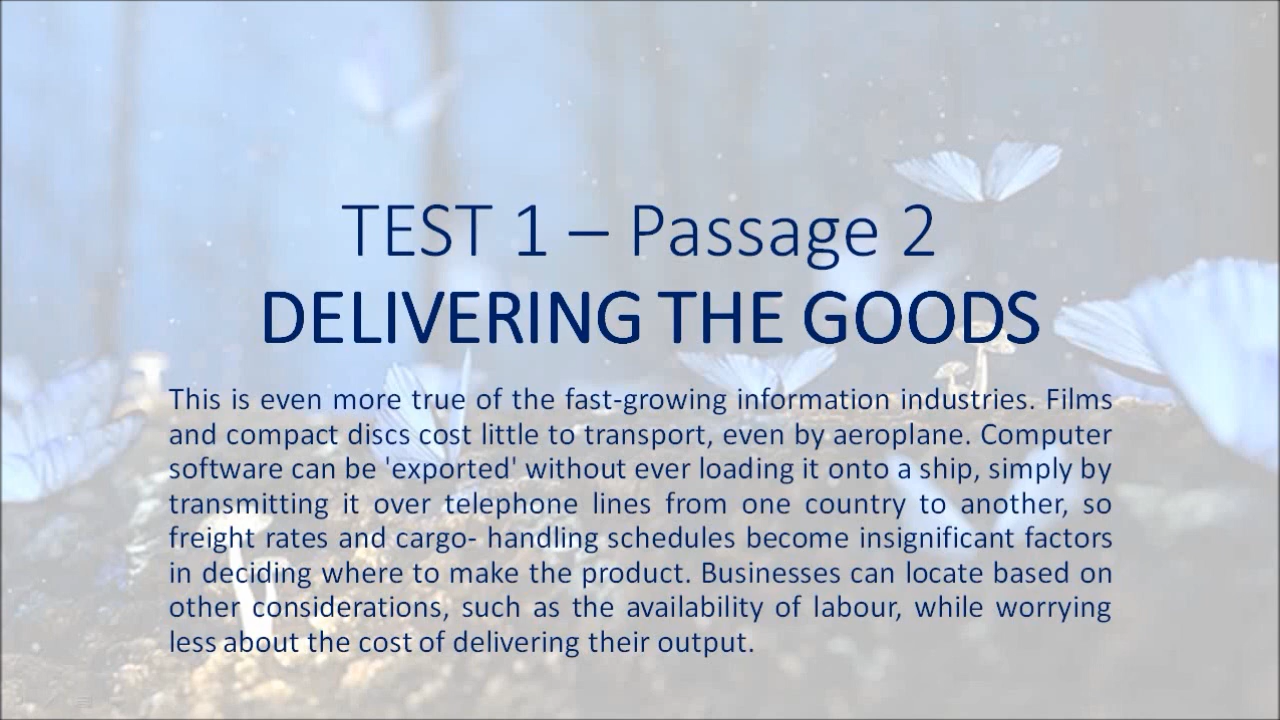 TEST 1 – Passage 2
DELIVERING THE GOODS
This is even more true of the fast-growing information industries. Films
and compact discs cost little to transport, even by aeroplane. Computer
software can be 'exported' without ever loading it onto a ship, simply by
transmitting it over telephone lines from one country to another, so
freight rates and cargo- handling schedules become insignificant factors
in deciding where to make the product. Businesses can locate based on
other considerations, such as the availability of labour, while worrying
less about the cost of delivering their output.